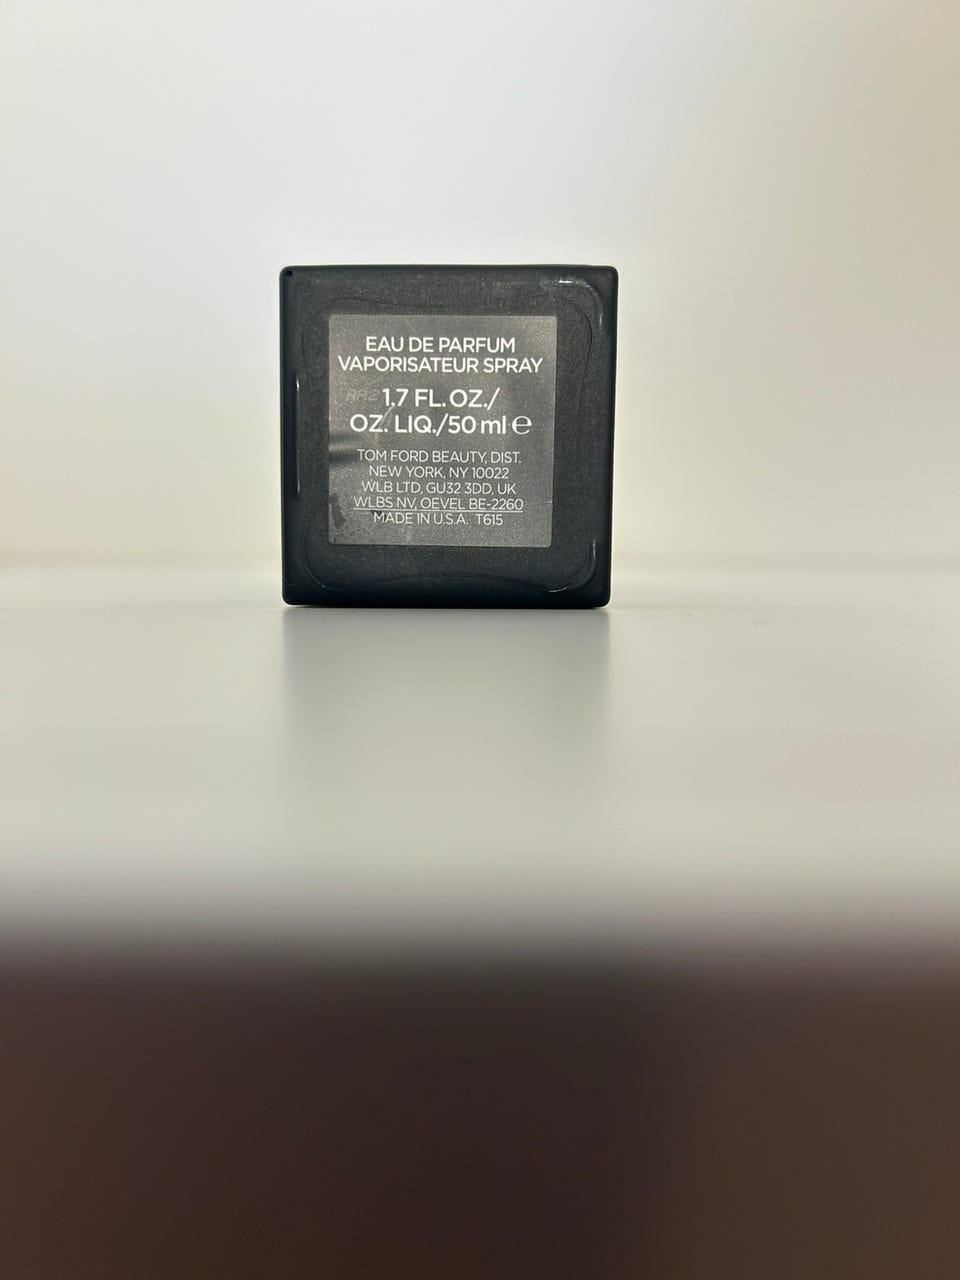 EAU DE PARFUM
VAPORISATEUR SPRAY
1.7 FL. OZ./
OZ. LIQ./50 ml ℮
TOM FORD BEAUTY, DIST.
NEW YORK, NY 10022
WLB LTD, GU32 3DD, UK
WLBS NV, OEVEL BE-2260
MADE IN U.S.A. T615